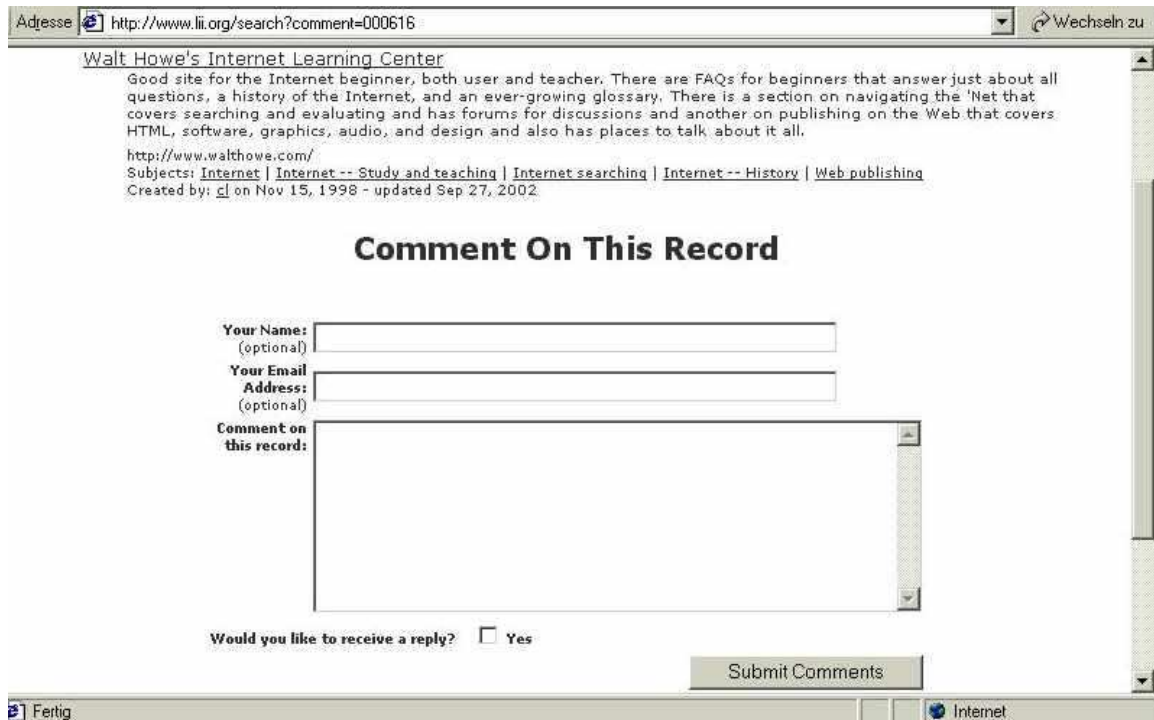 Adresse http://www.lii.org/search?comment=000616 Wechseln zu
Walt Howe's Internet Learning Center
Good site for the Internet beginner, both user and teacher. There are FAQs for beginners that answer just about all
questions, a history of the Internet, and an ever-growing glossary. There is a section on navigating the 'Net that
covers searching and evaluating and has forums for discussions and another on publishing on the Web that covers
HTML, software, graphics, audio, and design and also has places to talk about it all.
http://www.walthowe.com/
Subjects: Internet | Internet -- Study and teaching | Internet searching | Internet -- History | Web publishing
Created by: cl on Nov 15, 1998 - updated Sep 27, 2002
Comment On This Record
Your Name:
(optional)
Your Email
Address:
(optional)
Comment on
this record:
Would you like to receive a reply? Yes
Submit Comments
Fertig Internet